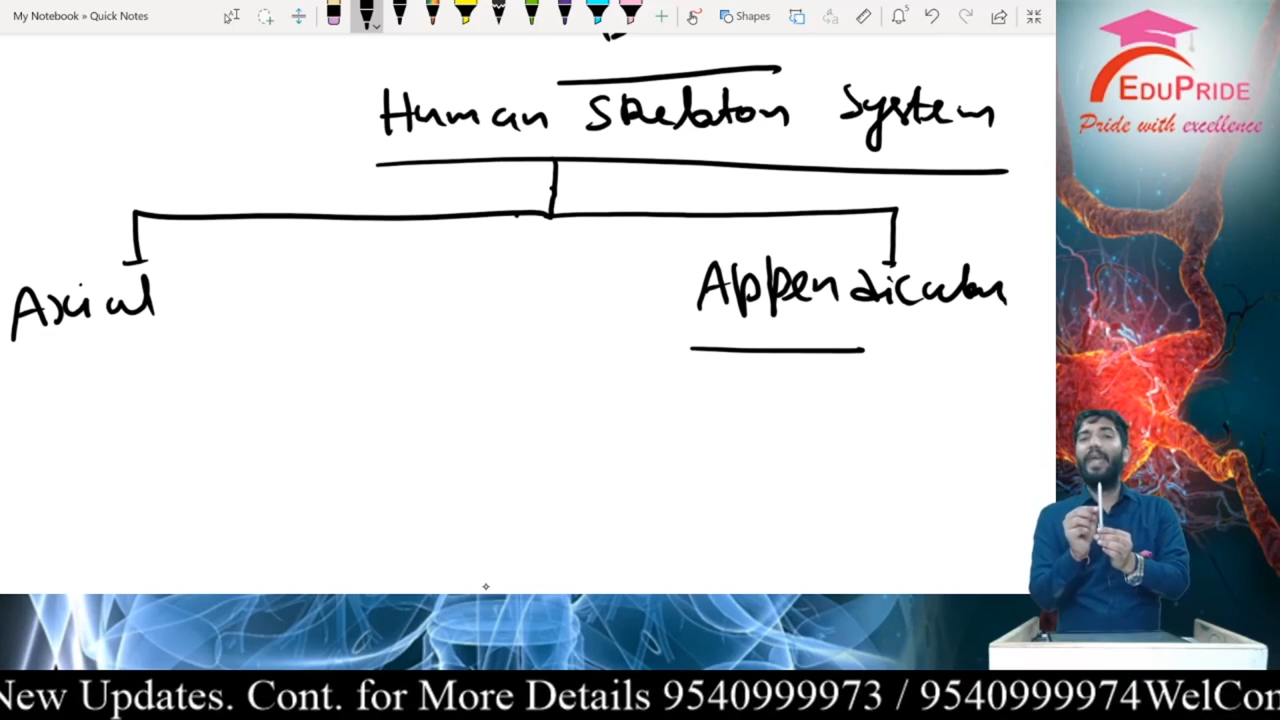 My Notebook » Quick Notes
Shapes
Human Skelaton System
Axial
Appendicular
EDUPRIDE
Pride with excellence
New Updates. Cont. for More Details 9540999973 / 9540999974WelCon